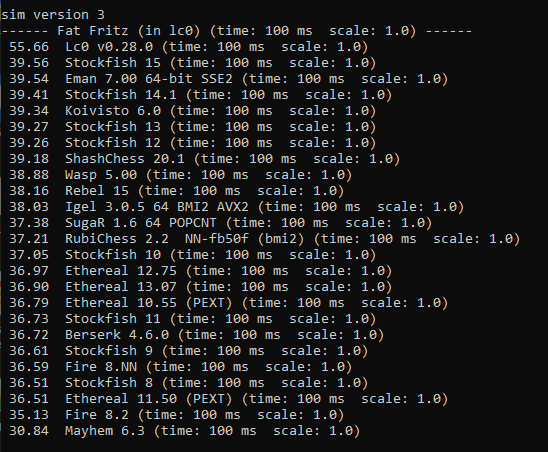 sim version 3
------ Fat Fritz (in lc0) (time: 100 ms  scale: 1.0) ------
55.66  Lc0 v0.28.0 (time: 100 ms  scale: 1.0)
39.56  Stockfish 15 (time: 100 ms  scale: 1.0)
39.54  Eman 7.00 64-bit SSE2 (time: 100 ms  scale: 1.0)
39.41  Stockfish 14.1 (time: 100 ms  scale: 1.0)
39.34  Koivisto 6.0 (time: 100 ms  scale: 1.0)
39.27  Stockfish 13 (time: 100 ms  scale: 1.0)
39.26  Stockfish 12 (time: 100 ms  scale: 1.0)
39.18  ShashChess 20.1 (time: 100 ms  scale: 1.0)
38.88  Wasp 5.00 (time: 100 ms  scale: 1.0)
38.16  Rebel 15 (time: 100 ms  scale: 1.0)
38.03  Igel 3.0.5 64 BMI2 AVX2 (time: 100 ms  scale: 1.0)
37.38  SugaR 1.6 64 POPCNT (time: 100 ms  scale: 1.0)
37.21  RubiChess 2.2  NN-fb50f (bmi2) (time: 100 ms  scale: 1.0)
37.05  Stockfish 10 (time: 100 ms  scale: 1.0)
36.97  Ethereal 12.75 (time: 100 ms  scale: 1.0)
36.90  Ethereal 13.07 (time: 100 ms  scale: 1.0)
36.79  Ethereal 10.55 (PEXT) (time: 100 ms  scale: 1.0)
36.73  Stockfish 11 (time: 100 ms  scale: 1.0)
36.72  Berserk 4.6.0 (time: 100 ms  scale: 1.0)
36.61  Stockfish 9 (time: 100 ms  scale: 1.0)
36.59  Fire 8.NN (time: 100 ms  scale: 1.0)
36.51  Stockfish 8 (time: 100 ms  scale: 1.0)
36.51  Ethereal 11.50 (PEXT) (time: 100 ms  scale: 1.0)
35.13  Fire 8.2 (time: 100 ms  scale: 1.0)
30.84  Mayhem 6.3 (time: 100 ms  scale: 1.0)